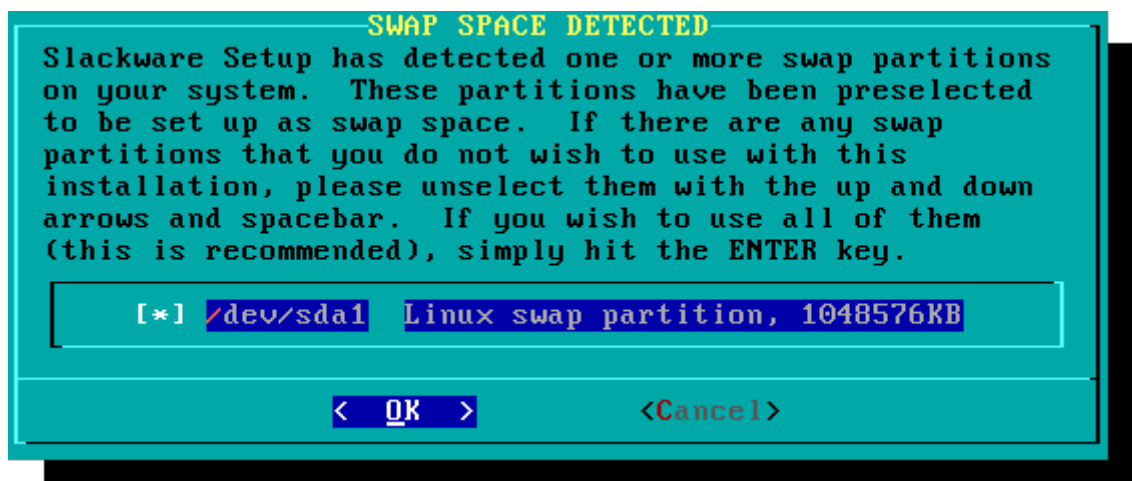 SWAP SPACE DETECTED
Slackware Setup has detected one or more swap partitions
on your system.  These partitions have been preselected
to be set up as swap space.  If there are any swap
partitions that you do not wish to use with this
installation, please unselect them with the up and down
arrows and spacebar.  If you wish to use all of them
(this is recommended), simply hit the ENTER key.
[*] /dev/sda1  Linux swap partition, 1048576KB
<  OK  > <Cancel>